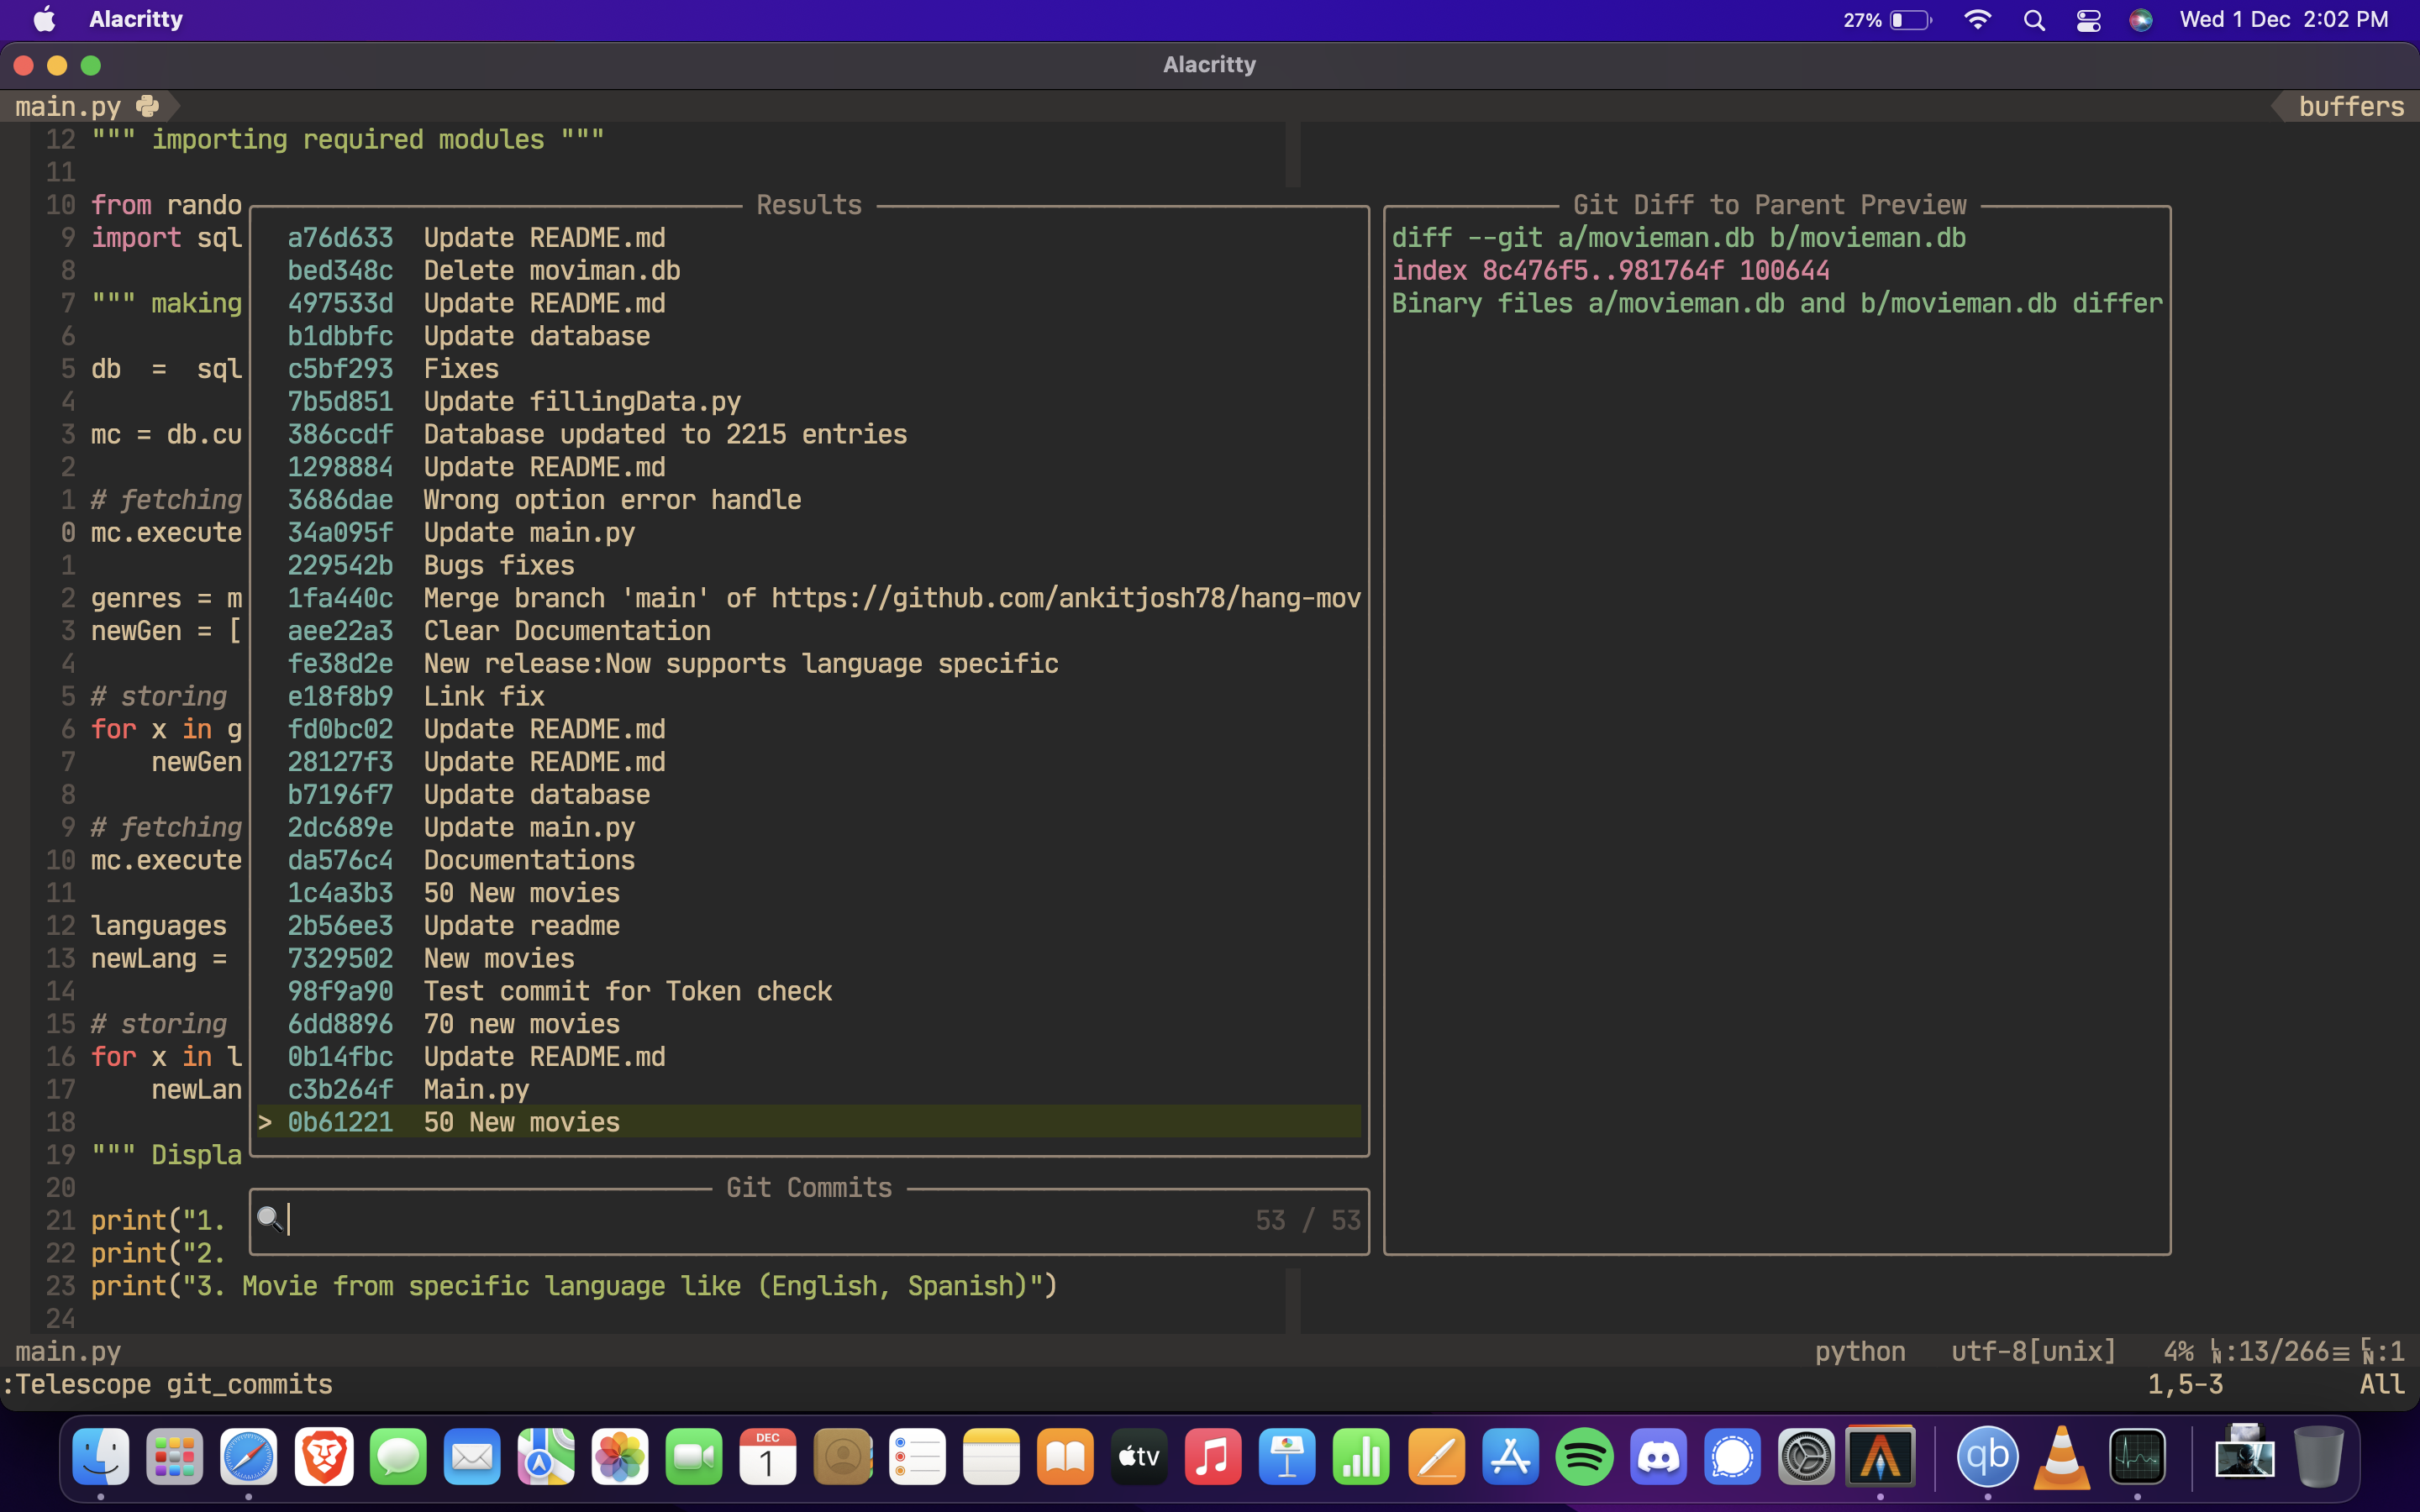 Alacritty
27%
Wed 1 Dec 2:02 PM
Alacritty
main.py
buffers
12 """ importing required modules """
11
10 from rando
9 import sql
8
7 """ making
6
5 db = sql
4
3 mc = db.cu
2
1 # fetching
0 mc.execute
1
2 genres = m
3 newGen = [
4
5 # storing
6 for x in g
7 newGen
8
9 # fetching
10 mc.execute
11
12 languages
13 newLang =
14
15 # storing
16 for x in l
17 newLan
18
19 """ Displa
20
21 print("1.
22 print("2.
23 print("3. Movie from specific language like (English, Spanish)")
24
Results
a76d633 Update README.md
bed348c Delete moviman.db
497533d Update README.md
b1dbbfc Update database
c5bf293 Fixes
7b5d851 Update fillingData.py
386ccdf Database updated to 2215 entries
1298884 Update README.md
3686dae Wrong option error handle
34a095f Update main.py
229542b Bugs fixes
1fa440c Merge branch 'main' of https://github.com/ankitjosh78/hang-mov
aee22a3 Clear Documentation
fe38d2e New release:Now supports language specific
e18f8b9 Link fix
fd0bc02 Update README.md
28127f3 Update README.md
b7196f7 Update database
2dc689e Update main.py
da576c4 Documentations
1c4a3b3 50 New movies
2b56ee3 Update readme
7329502 New movies
98f9a90 Test commit for Token check
6dd8896 70 new movies
0b14fbc Update README.md
c3b264f Main.py
> 0b61221 50 New movies
Git Commits
53 / 53
Git Diff to Parent Preview
diff --git a/movieman.db b/movieman.db
index 8c476f5..981764f 100644
Binary files a/movieman.db and b/movieman.db differ
main.py
python utf-8[unix] 4% ㏑:13/266≡ ℅:1
:Telescope git_commits
1,5-3 All
DEC
1
tv
qb